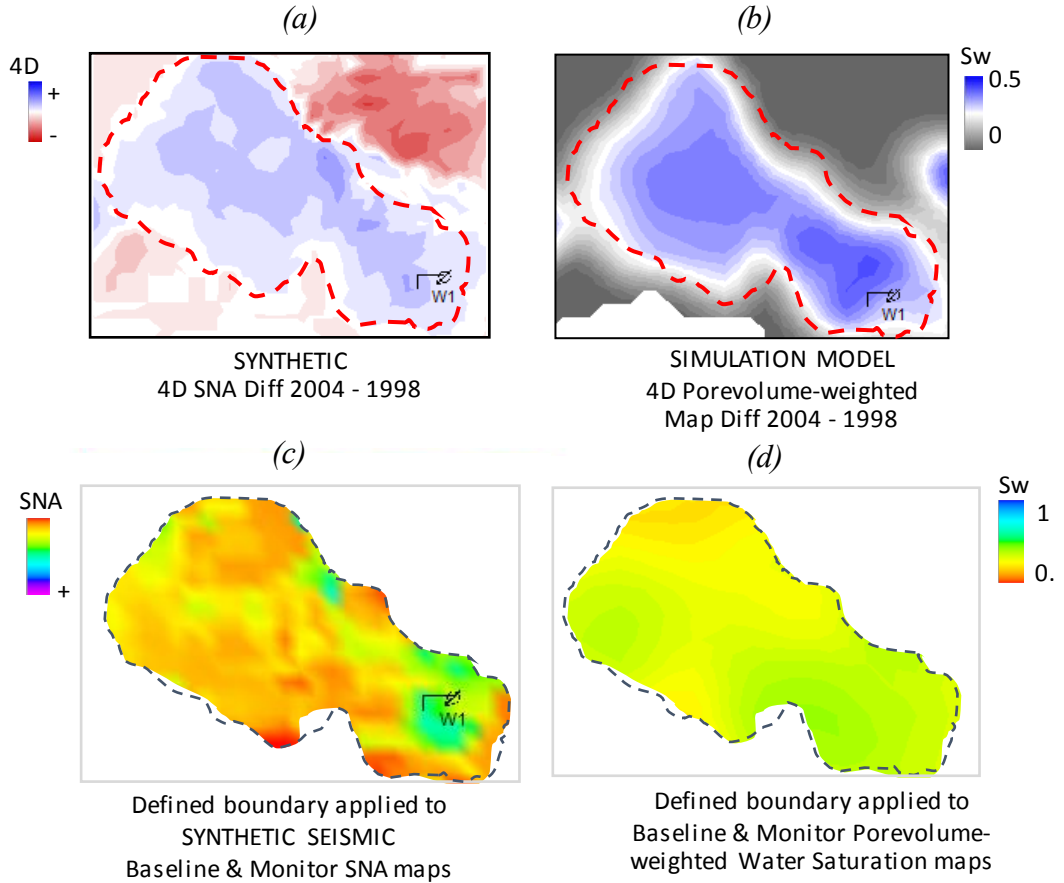 (a)
(b)
4D
+
-
W1
Sw
0.5
0
W1
SYNTHETIC
4D SNA Diff 2004 - 1998
SIMULATION MODEL
4D Porevolume-weighted
Map Diff 2004 - 1998
(c)
(d)
SNA
+
W1
Sw
1
0.
Defined boundary applied to
SYNTHETIC SEISMIC
Baseline & Monitor SNA maps
Defined boundary applied to
Baseline & Monitor Porevolume-
weighted Water Saturation maps